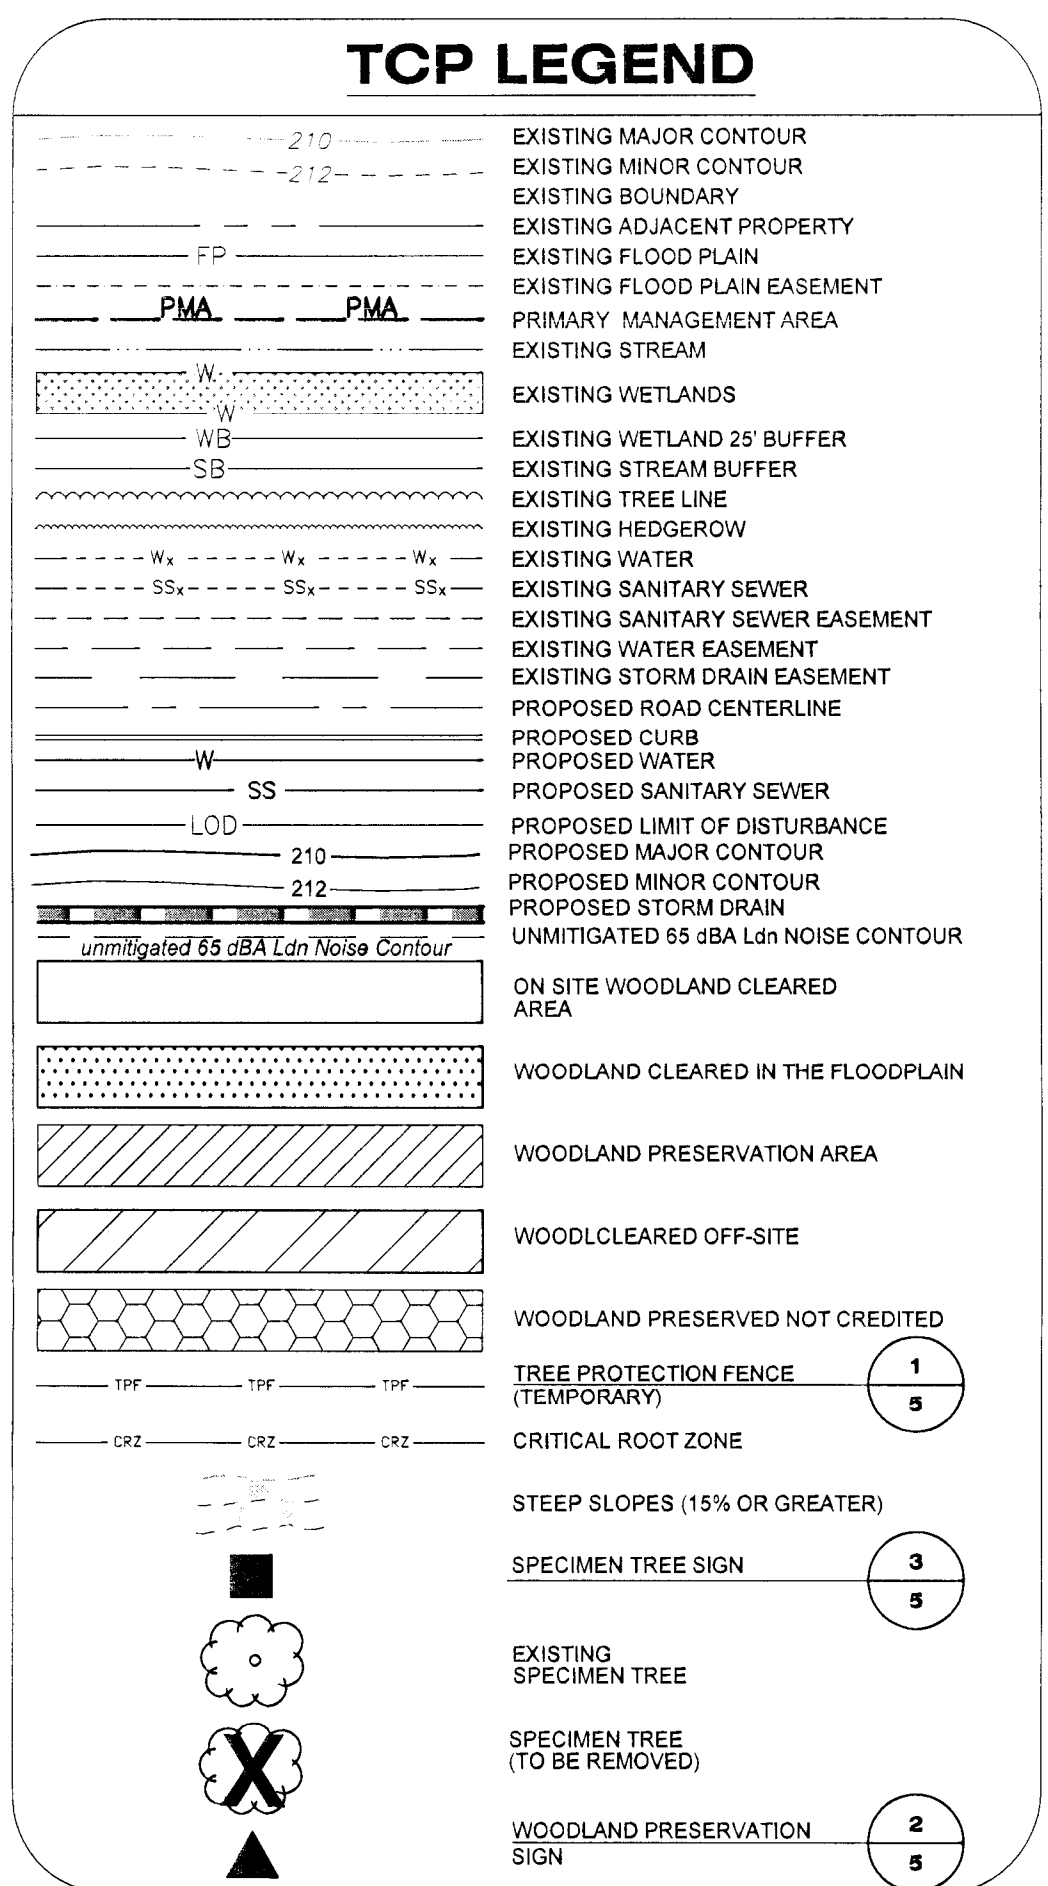 TCP LEGEND
210 EXISTING MAJOR CONTOUR
212 EXISTING MINOR CONTOUR
EXISTING BOUNDARY
EXISTING ADJACENT PROPERTY
FP EXISTING FLOOD PLAIN
EXISTING FLOOD PLAIN EASEMENT
PMA PMA PRIMARY MANAGEMENT AREA
EXISTING STREAM
W
EXISTING WETLANDS
W
WB EXISTING WETLAND 25' BUFFER
SB EXISTING STREAM BUFFER
EXISTING TREE LINE
EXISTING HEDGEROW
Wx Wx Wx EXISTING WATER
SSx SSx SSx EXISTING SANITARY SEWER
EXISTING SANITARY SEWER EASEMENT
EXISTING WATER EASEMENT
EXISTING STORM DRAIN EASEMENT
PROPOSED ROAD CENTERLINE
PROPOSED CURB
W PROPOSED WATER
SS PROPOSED SANITARY SEWER
LOD PROPOSED LIMIT OF DISTURBANCE
210 PROPOSED MAJOR CONTOUR
212 PROPOSED MINOR CONTOUR
PROPOSED STORM DRAIN
unmitigated 65 dBA Ldn Noise Contour UNMITIGATED 65 dBA Ldn NOISE CONTOUR
ON SITE WOODLAND CLEARED
AREA
WOODLAND CLEARED IN THE FLOODPLAIN
WOODLAND PRESERVATION AREA
WOODLCLEARED OFF-SITE
WOODLAND PRESERVED NOT CREDITED
TPF TPF TPF TREE PROTECTION FENCE 1
(TEMPORARY) 5
CRZ CRZ CRZ CRITICAL ROOT ZONE
STEEP SLOPES (15% OR GREATER)
SPECIMEN TREE SIGN 3
5
EXISTING
SPECIMEN TREE
X SPECIMEN TREE
(TO BE REMOVED)
WOODLAND PRESERVATION 2
SIGN 5